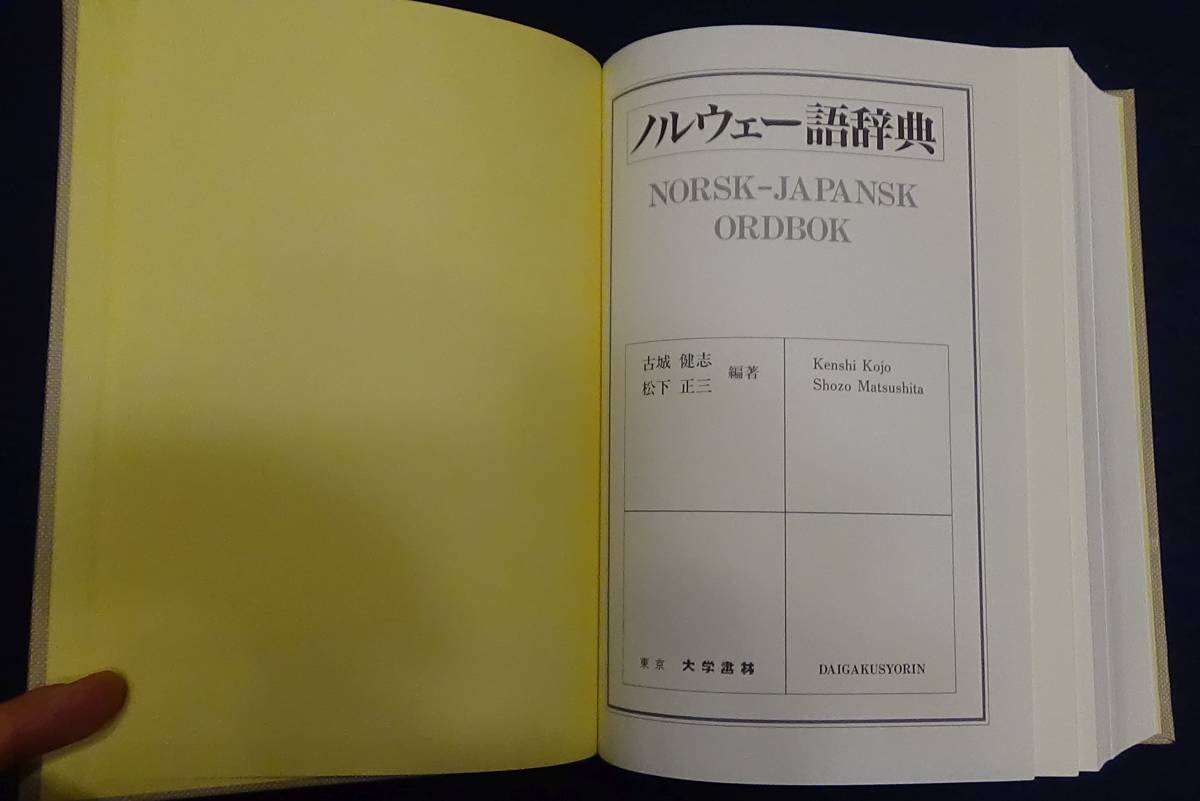 ノルウェー語辞典
NORSK-JAPANSK
ORDBOK
古城 健志
松下 正三
編著
Kenshi Kojo
Shozo Matsushita
東京 大学書林
DAIGAKUSYORIN